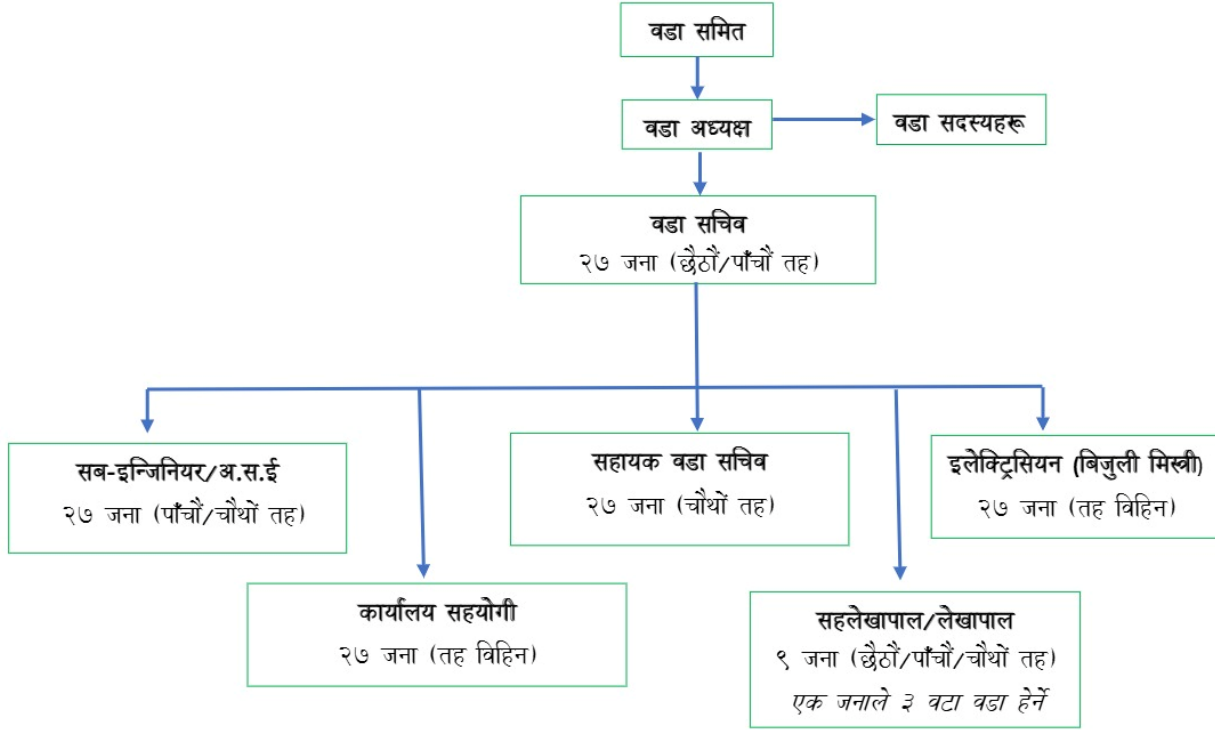 वडा समित
वडा अध्यक्ष
वडा सदस्यहरू
वडा सचिव
२७ जना (छैठौं/पाँचौं तह)
सब-इन्जिनियर/अ.स.ई
२७ जना (पाँचौं/चौथों तह)
सहायक वडा सचिव
२७ जना (चौथों तह)
इलेक्ट्रिसियन (बिजुली मिस्त्री)
२७ जना (तह विहिन)
कार्यालय सहयोगी
२७ जना (तह विहिन)
सहलेखापाल/लेखापाल
९ जना (छैठौं/पाँचौं/चौथों तह)
एक जनाले ३ वटा वडा हेर्ने